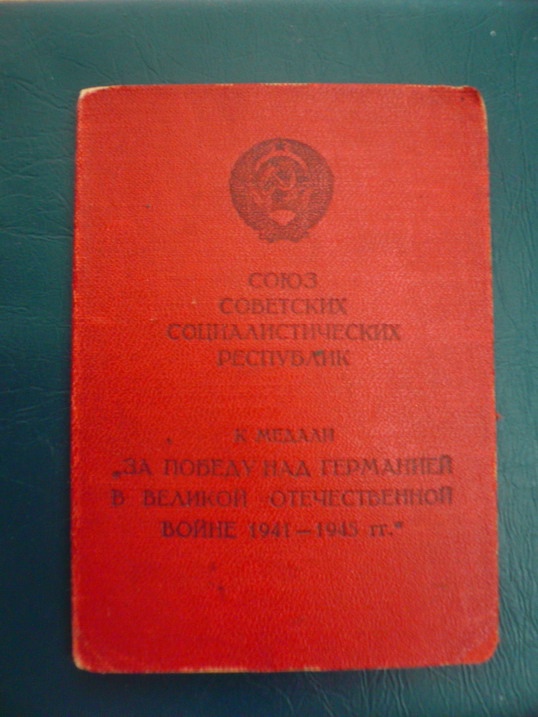 СОЮЗ
СОВЕТСКИХ
СОЦИАЛИСТИЧЕСКИХ
РЕСПУБЛИК
К МЕДАЛИ
„ЗА ПОБЕДУ НАД ГЕРМАНИЕЙ
В ВЕЛИКОЙ ОТЕЧЕСТВЕННОЙ
ВОЙНЕ 1941—1945 гг.“